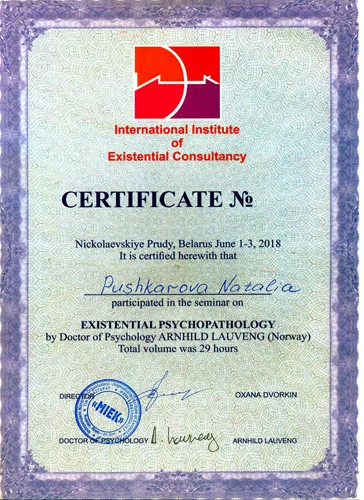 International Institute
of
Existential Consultancy
CERTIFICATE №
Nickolaevskiye Prudy, Belarus June 1-3, 2018
It is certified herewith that
Pushkarova Natalia
participated in the seminar on
EXISTENTIAL PSYCHOPATHOLOGY
by Doctor of Psychology ARNHILD LAUVENG (Norway)
Total volume was 29 hours
DIRECTOR OXANA DVORKIN
«MIEK»
DOCTOR OF PSYCHOLOGY A. Lauveng ARNHILD LAUVENG